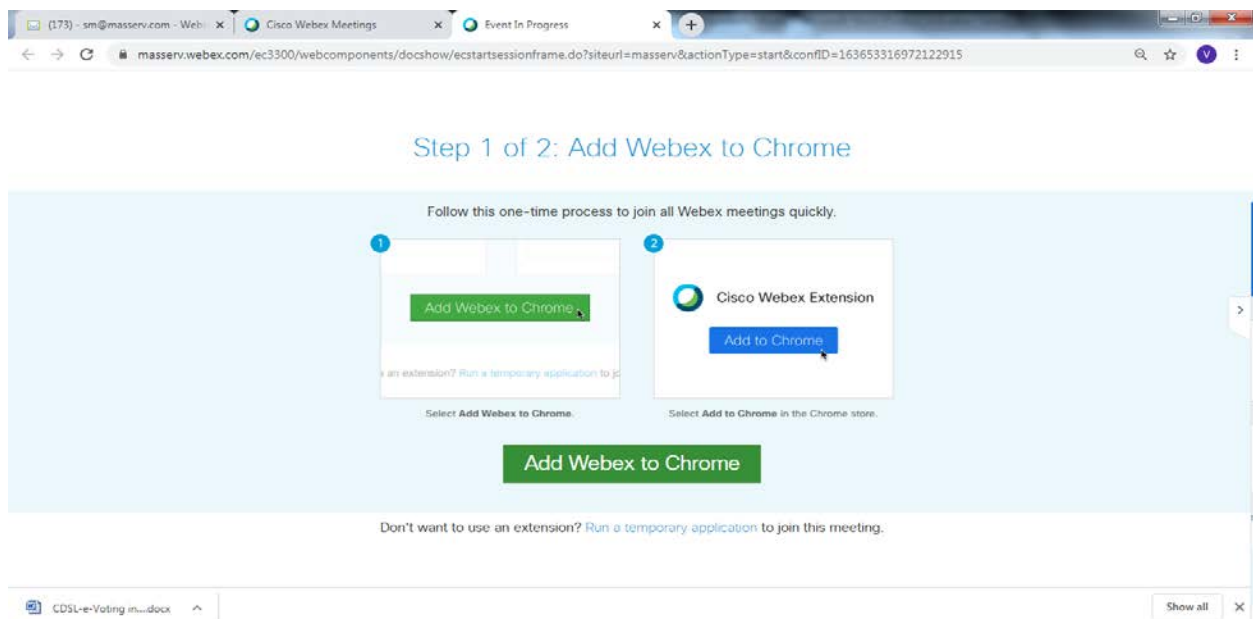 (173) - sm@masserv.com - Web
Cisco Webex Meetings
Event In Progress
masserv.webex.com/ec3300/webcomponents/docshow/ecstartsessionframe.do?siteurl=masserv&actionType=start&confID=163653316972122915
V
Step 1 of 2: Add Webex to Chrome
Follow this one-time process to join all Webex meetings quickly.
1
2
Add Webex to Chrome
Cisco Webex Extension
Add to Chrome
an extension? Run a temporary application to jo
Select Add Webex to Chrome.
Select Add to Chrome in the Chrome store.
Add Webex to Chrome
Don't want to use an extension? Run a temporary application to join this meeting.
CDSL-e-Voting in....docx
Show all